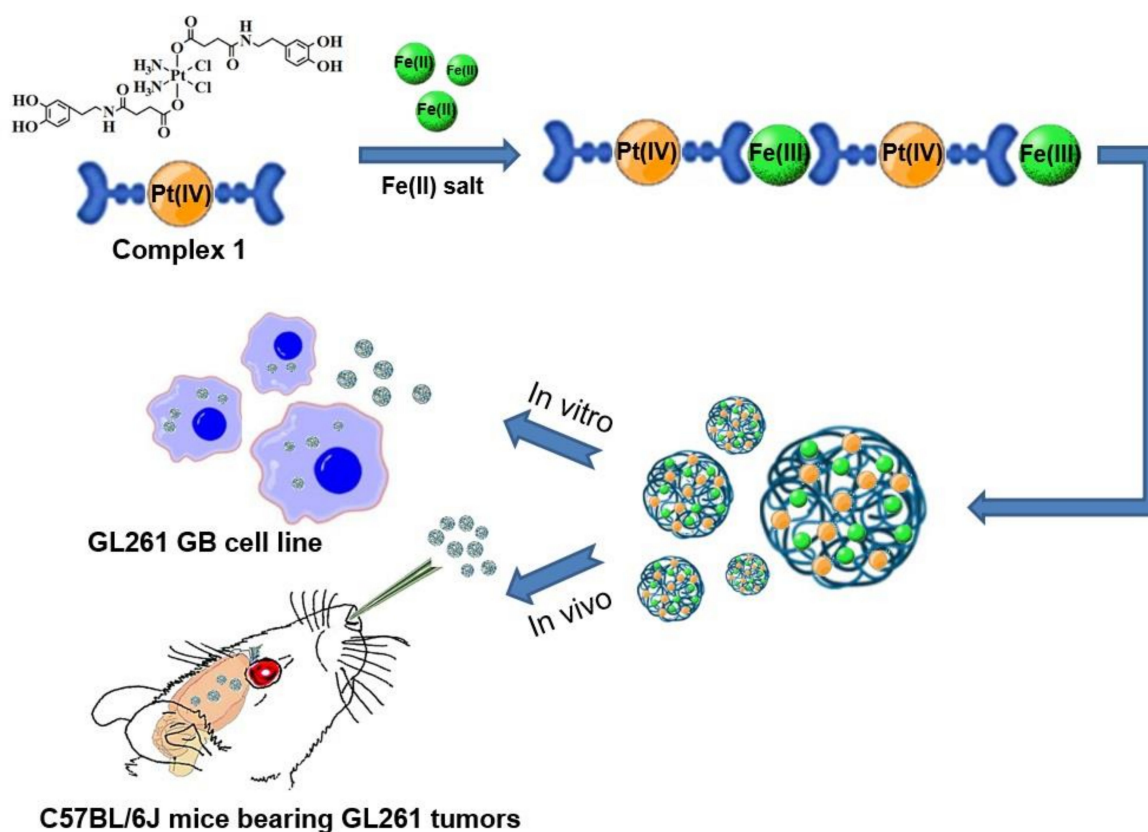 O
O
N
H
OH
OH
O
O
H₃N
H₃N
Pt
Cl
Cl
O
HO
HO
N
H
O
O
Fe(II)
Fe(II)
Fe(II)
Pt(IV)
Complex 1
Fe(II) salt
Pt(IV)
Fe(III)
Pt(IV)
Fe(III)
In vitro
GL261 GB cell line
In vivo
C57BL/6J mice bearing GL261 tumors